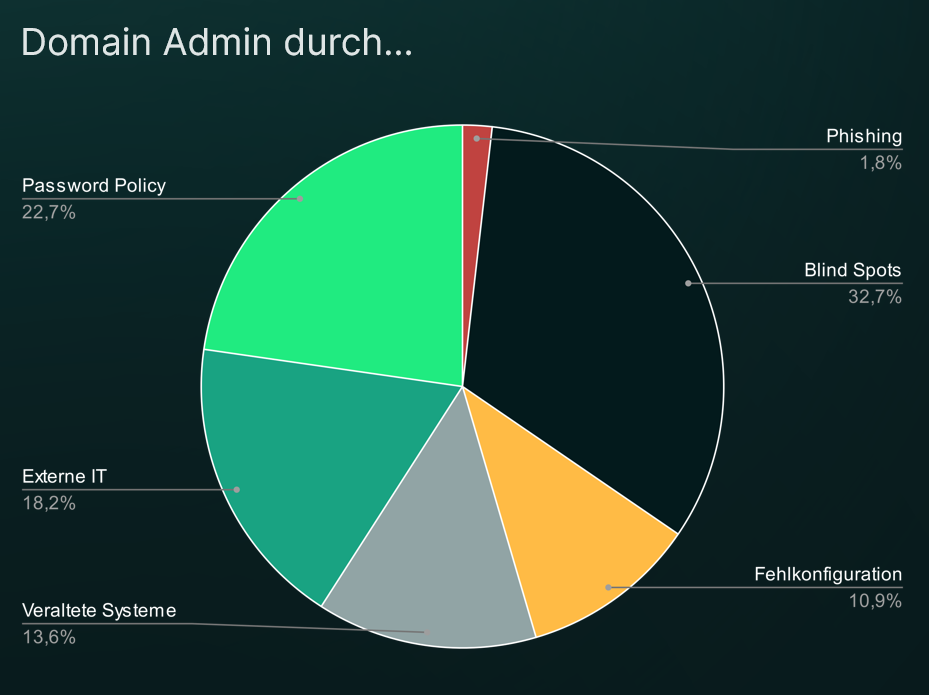 Domain Admin durch...
Phishing
1,8%
Password Policy
22,7%
Blind Spots
32,7%
Externe IT
18,2%
Fehlkonfiguration
10,9%
Veraltete Systeme
13,6%